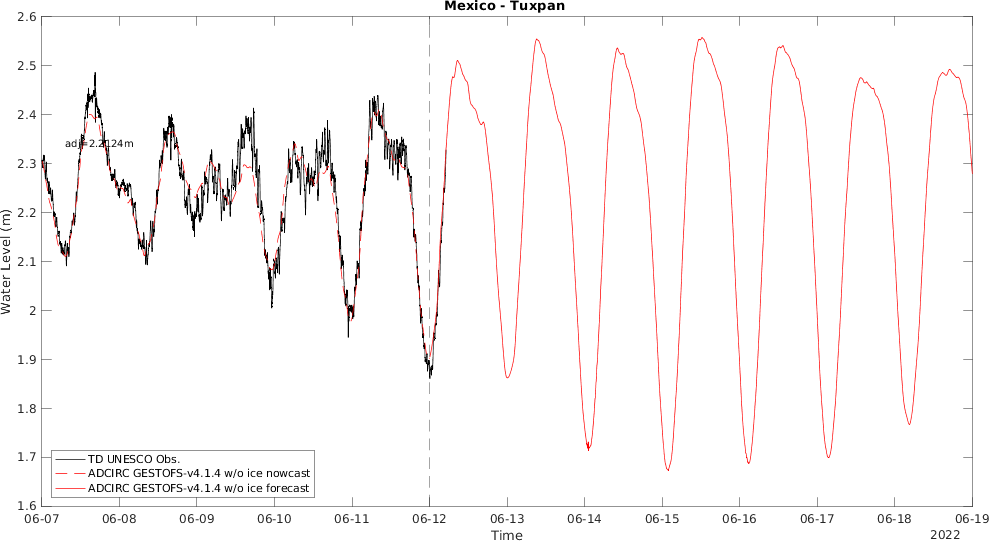 Mexico - Tuxpan
2.6
2.5
2.4
2.3
2.2
2.1
2
1.9
1.8
1.7
1.6
Water Level (m)
adj=2.2124m
TD UNESCO Obs.
ADCIRC GESTOFS-v4.1.4 w/o ice nowcast
ADCIRC GESTOFS-v4.1.4 w/o ice forecast
06-07 06-08 06-09 06-10 06-11 06-12 06-13 06-14 06-15 06-16 06-17 06-18 06-19
Time
2022